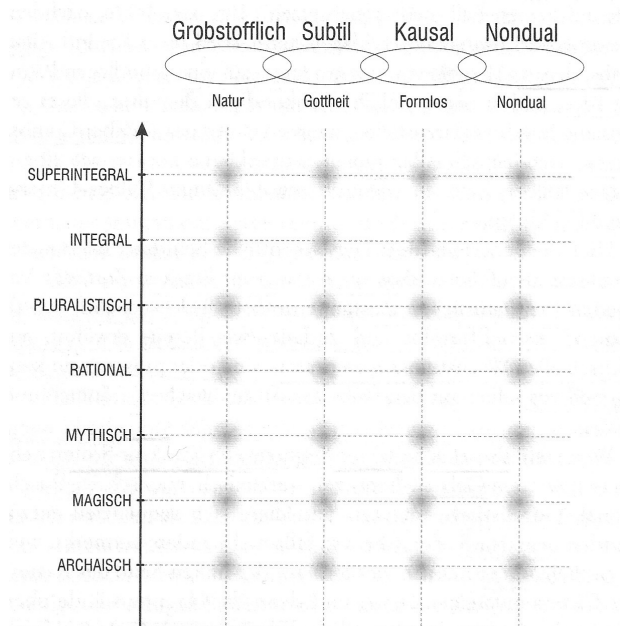 Grobstofflich Subtil Kausal Nondual
Natur Gottheit Formlos Nondual
SUPERINTEGRAL
INTEGRAL
PLURALISTISCH
RATIONAL
MYTHISCH
MAGISCH
ARCHAISCH